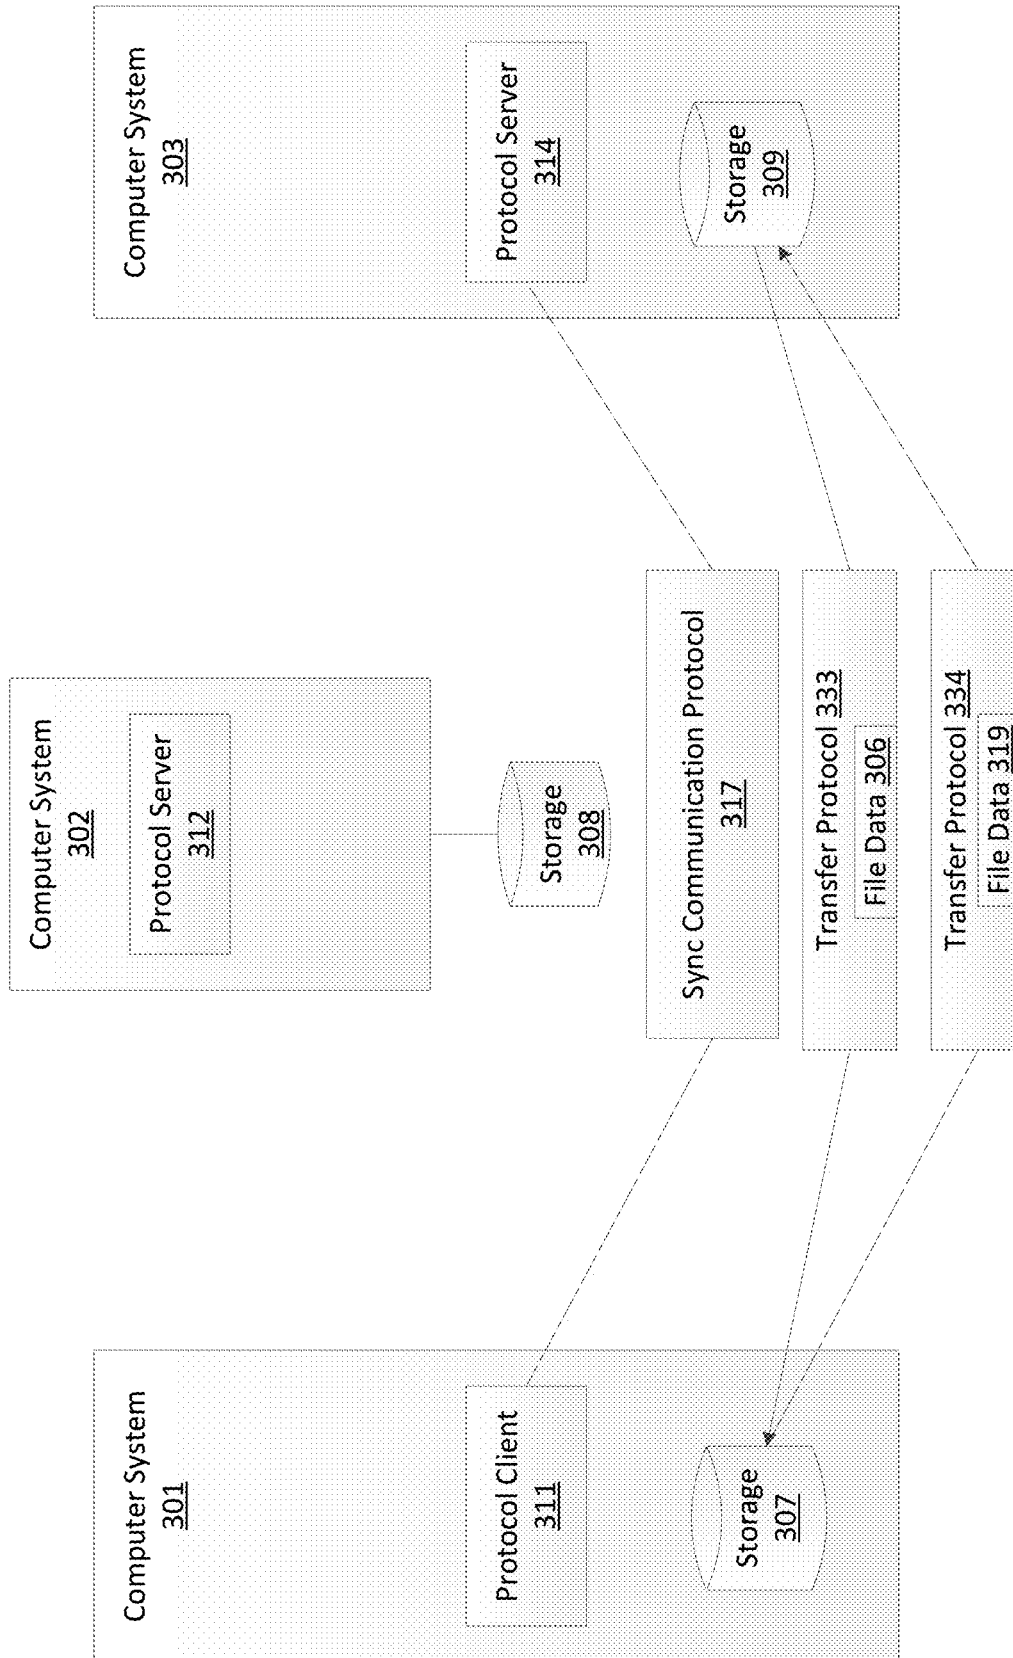 Computer System
301
Protocol Client
311
Storage
307
Computer System
302
Protocol Server
312
Storage
308
Sync Communication Protocol
317
Transfer Protocol 333
File Data 306
Transfer Protocol 334
File Data 319
Computer System
303
Protocol Server
314
Storage
309